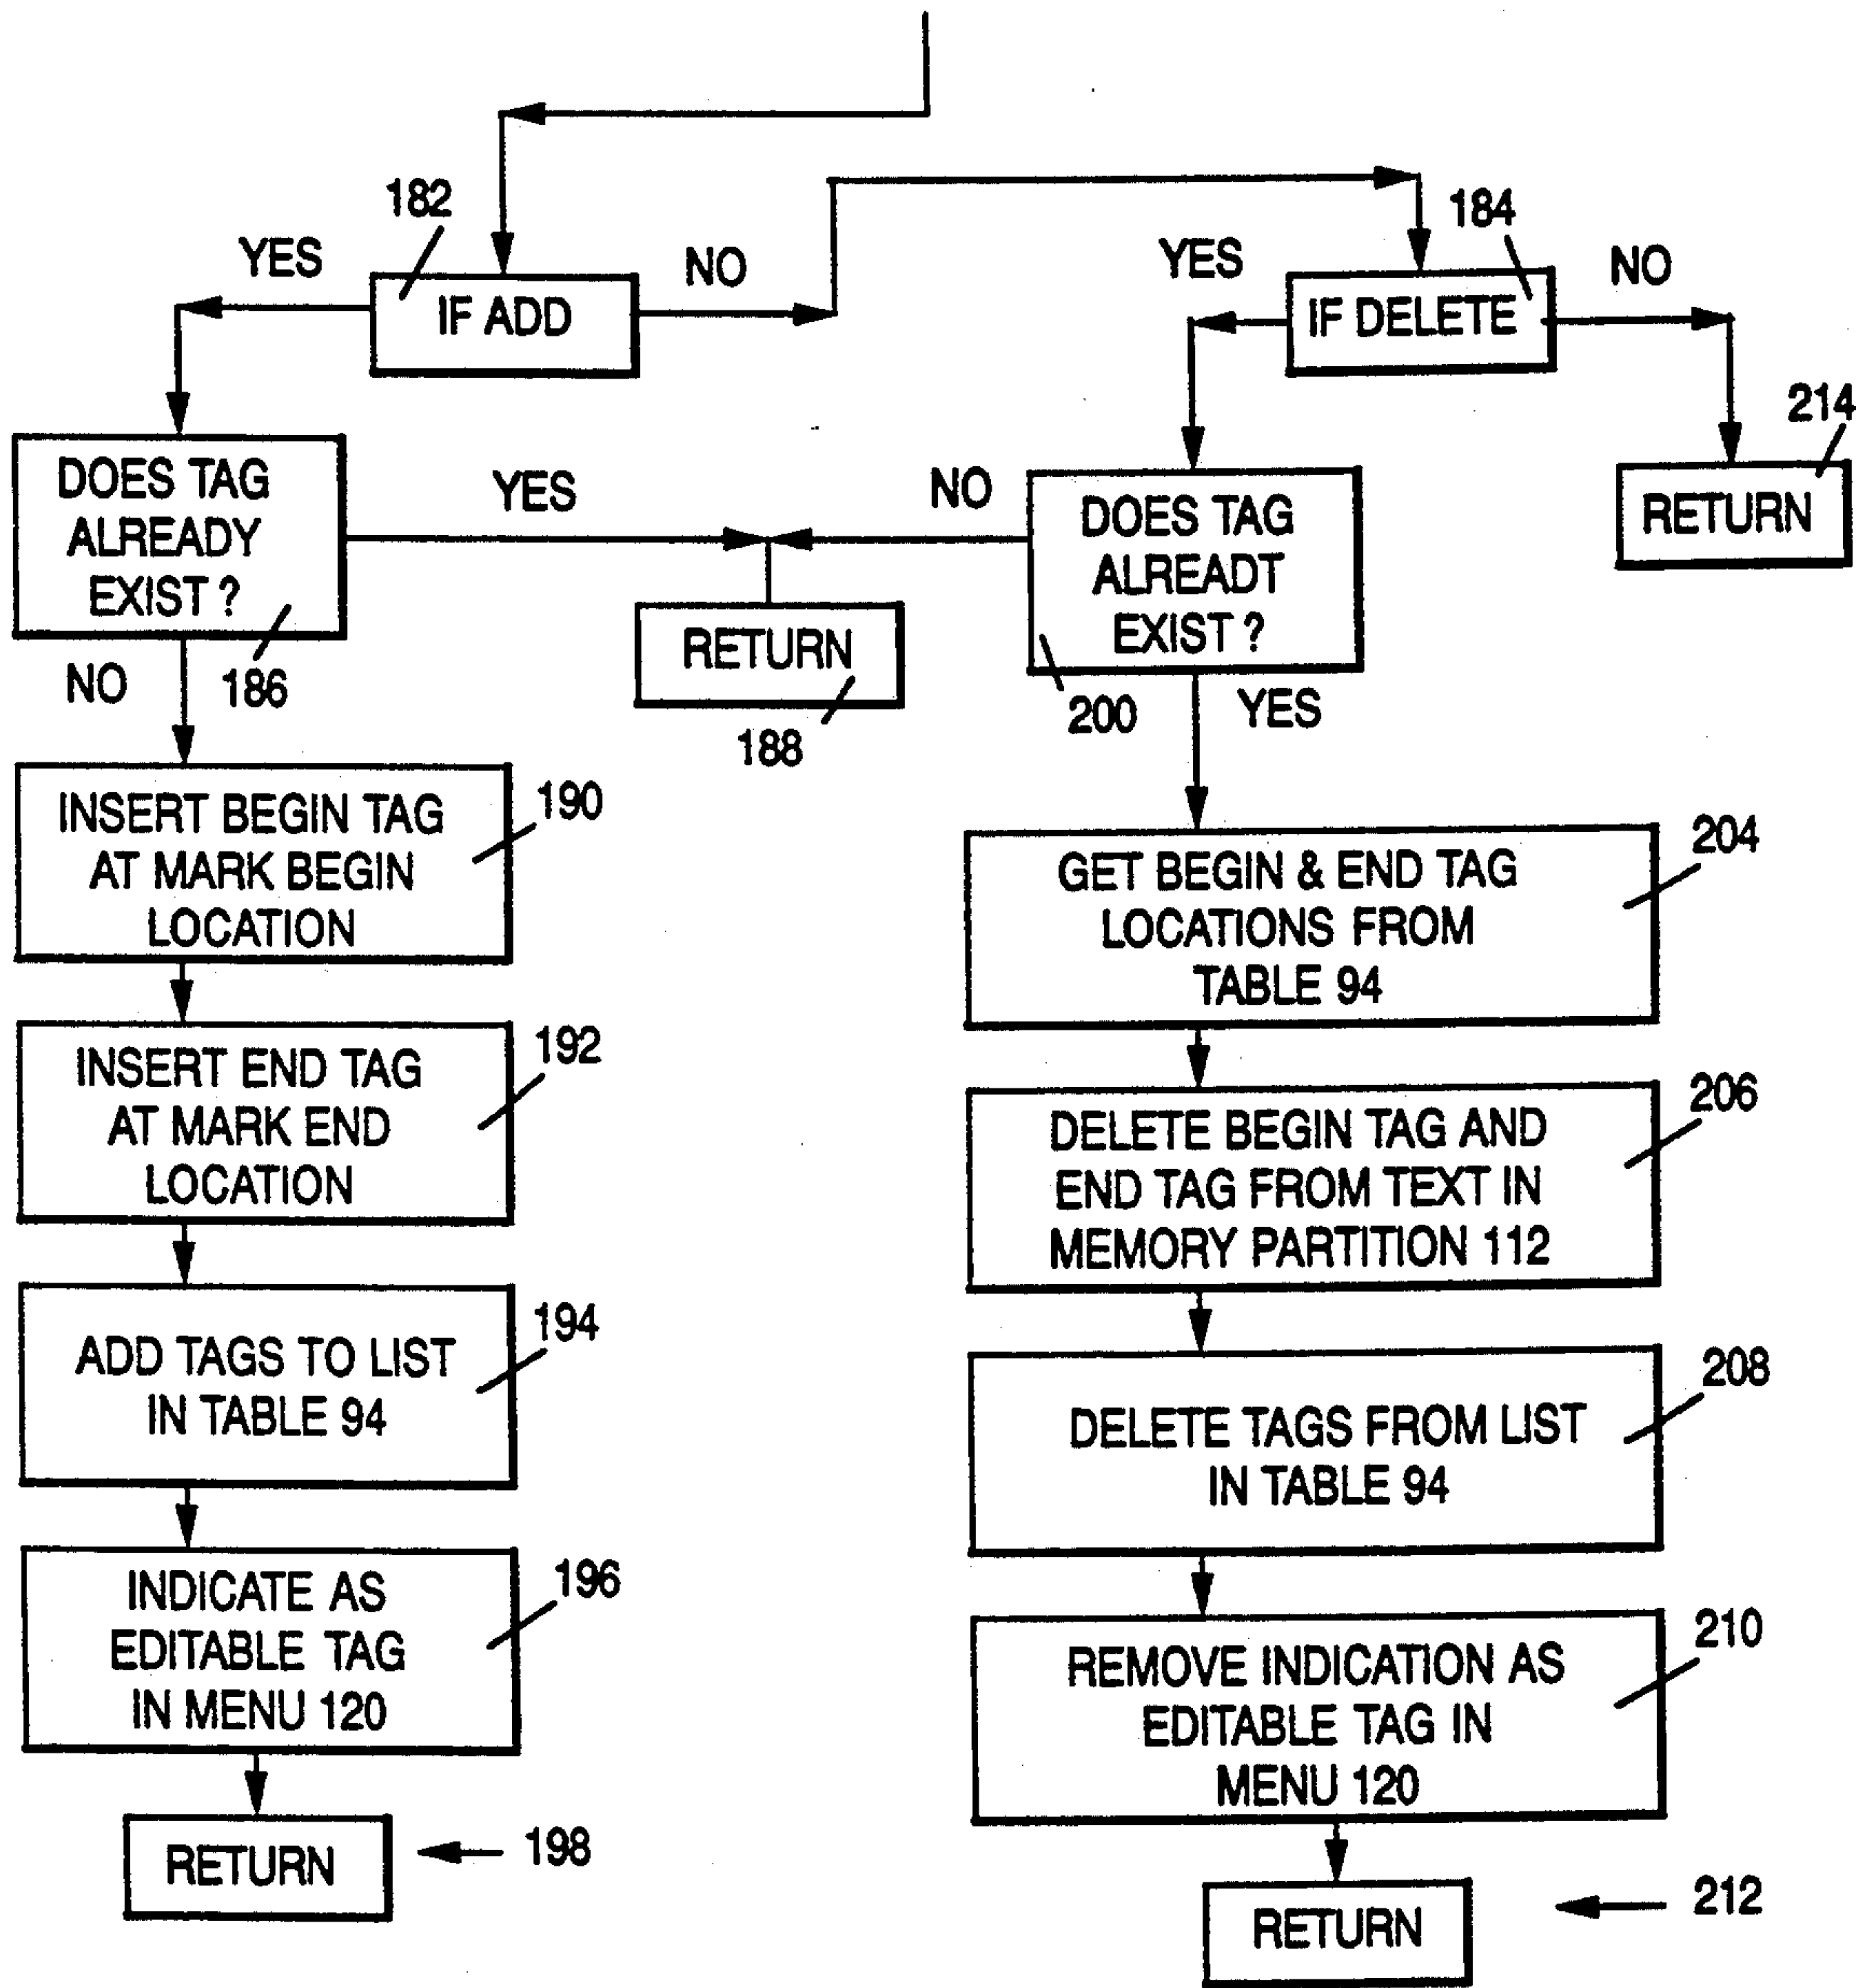 182
YES
IF ADD
NO
184
YES
IF DELETE
NO
214
RETURN
DOES TAG
ALREADY
EXIST ?
186
YES
NO
RETURN
188
DOES TAG
ALREADT
EXIST ?
200
NO
YES
INSERT BEGIN TAG
AT MARK BEGIN
LOCATION
190
INSERT END TAG
AT MARK END
LOCATION
192
ADD TAGS TO LIST
IN TABLE 94
194
INDICATE AS
EDITABLE TAG
IN MENU 120
196
RETURN
198
GET BEGIN & END TAG
LOCATIONS FROM
TABLE 94
204
DELETE BEGIN TAG AND
END TAG FROM TEXT IN
MEMORY PARTITION 112
206
DELETE TAGS FROM LIST
IN TABLE 94
208
REMOVE INDICATION AS
EDITABLE TAG IN
MENU 120
210
RETURN
212